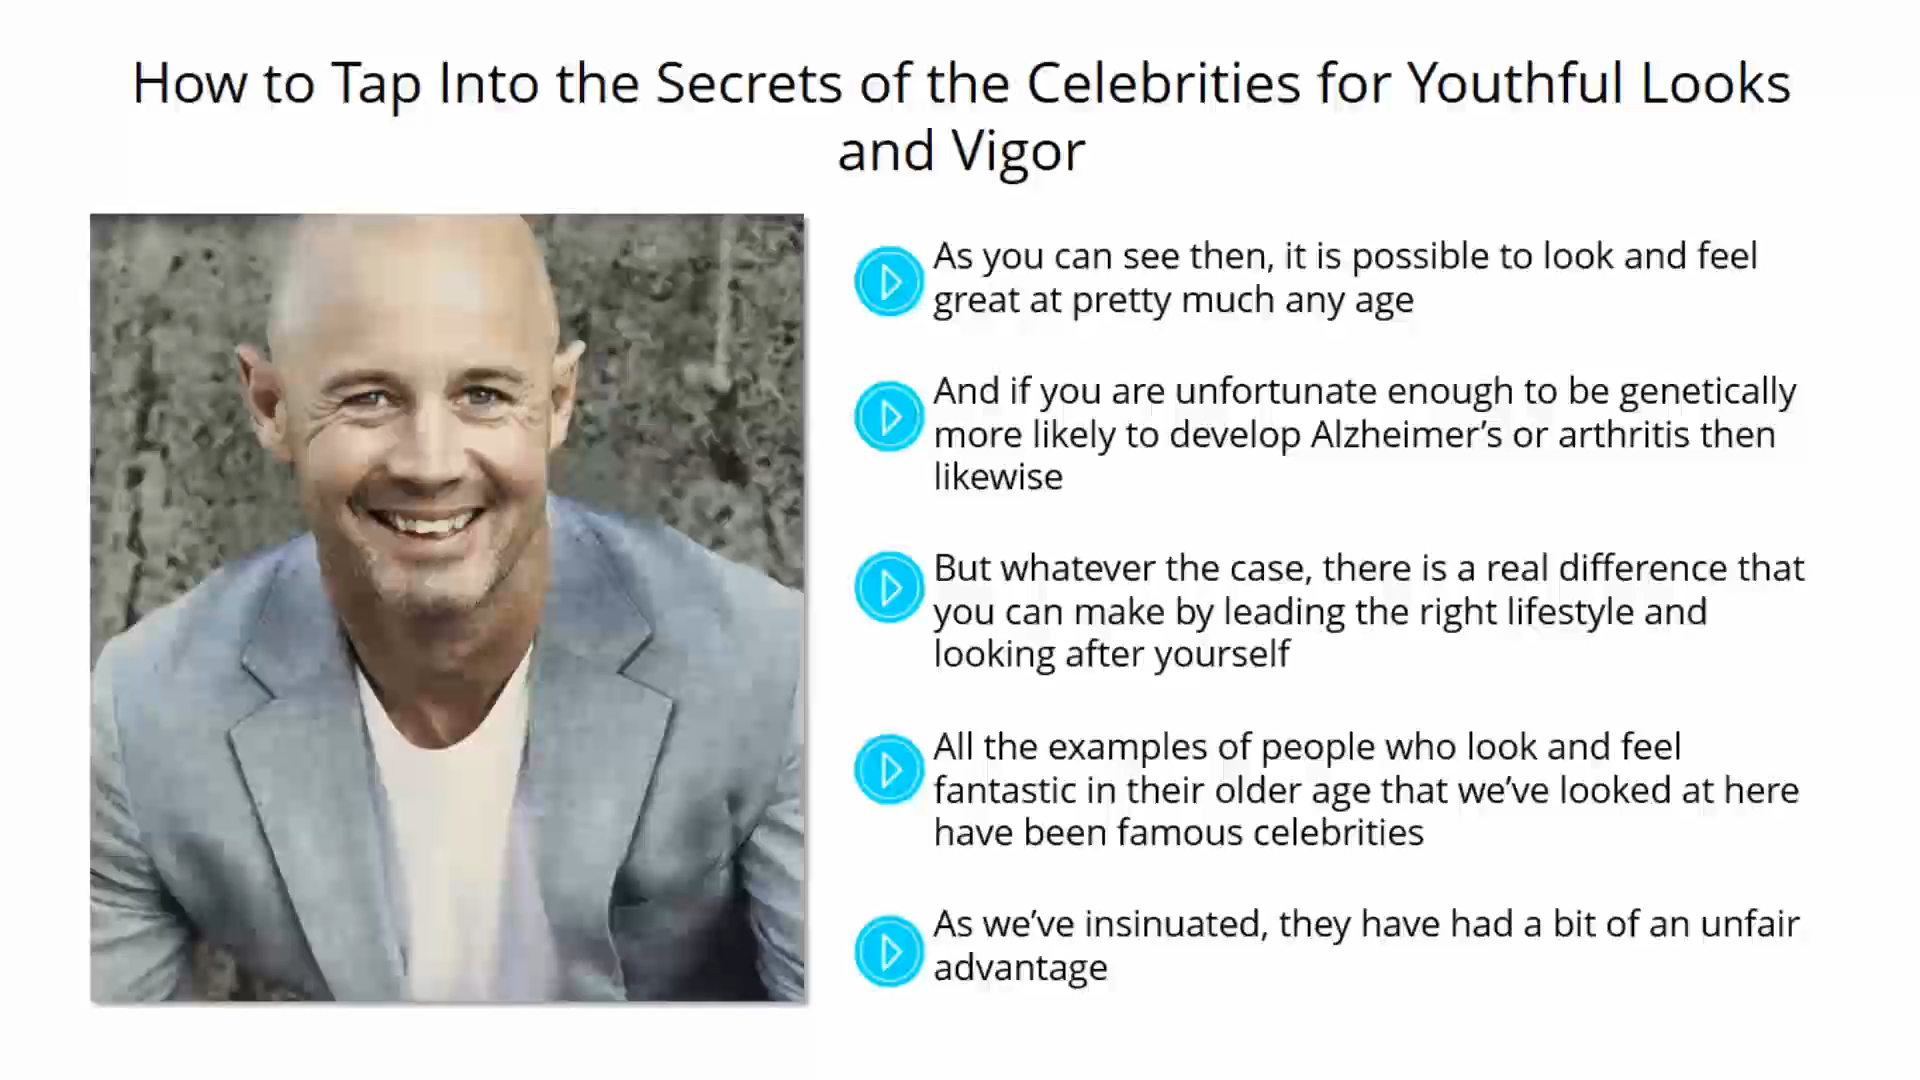 How to Tap Into the Secrets of the Celebrities for Youthful Looks
and Vigor
As you can see then, it is possible to look and feel
great at pretty much any age
And if you are unfortunate enough to be genetically
more likely to develop Alzheimer’s or arthritis then
likewise
But whatever the case, there is a real difference that
you can make by leading the right lifestyle and
looking after yourself
All the examples of people who look and feel
fantastic in their older age that we’ve looked at here
have been famous celebrities
As we’ve insinuated, they have had a bit of an unfair
advantage